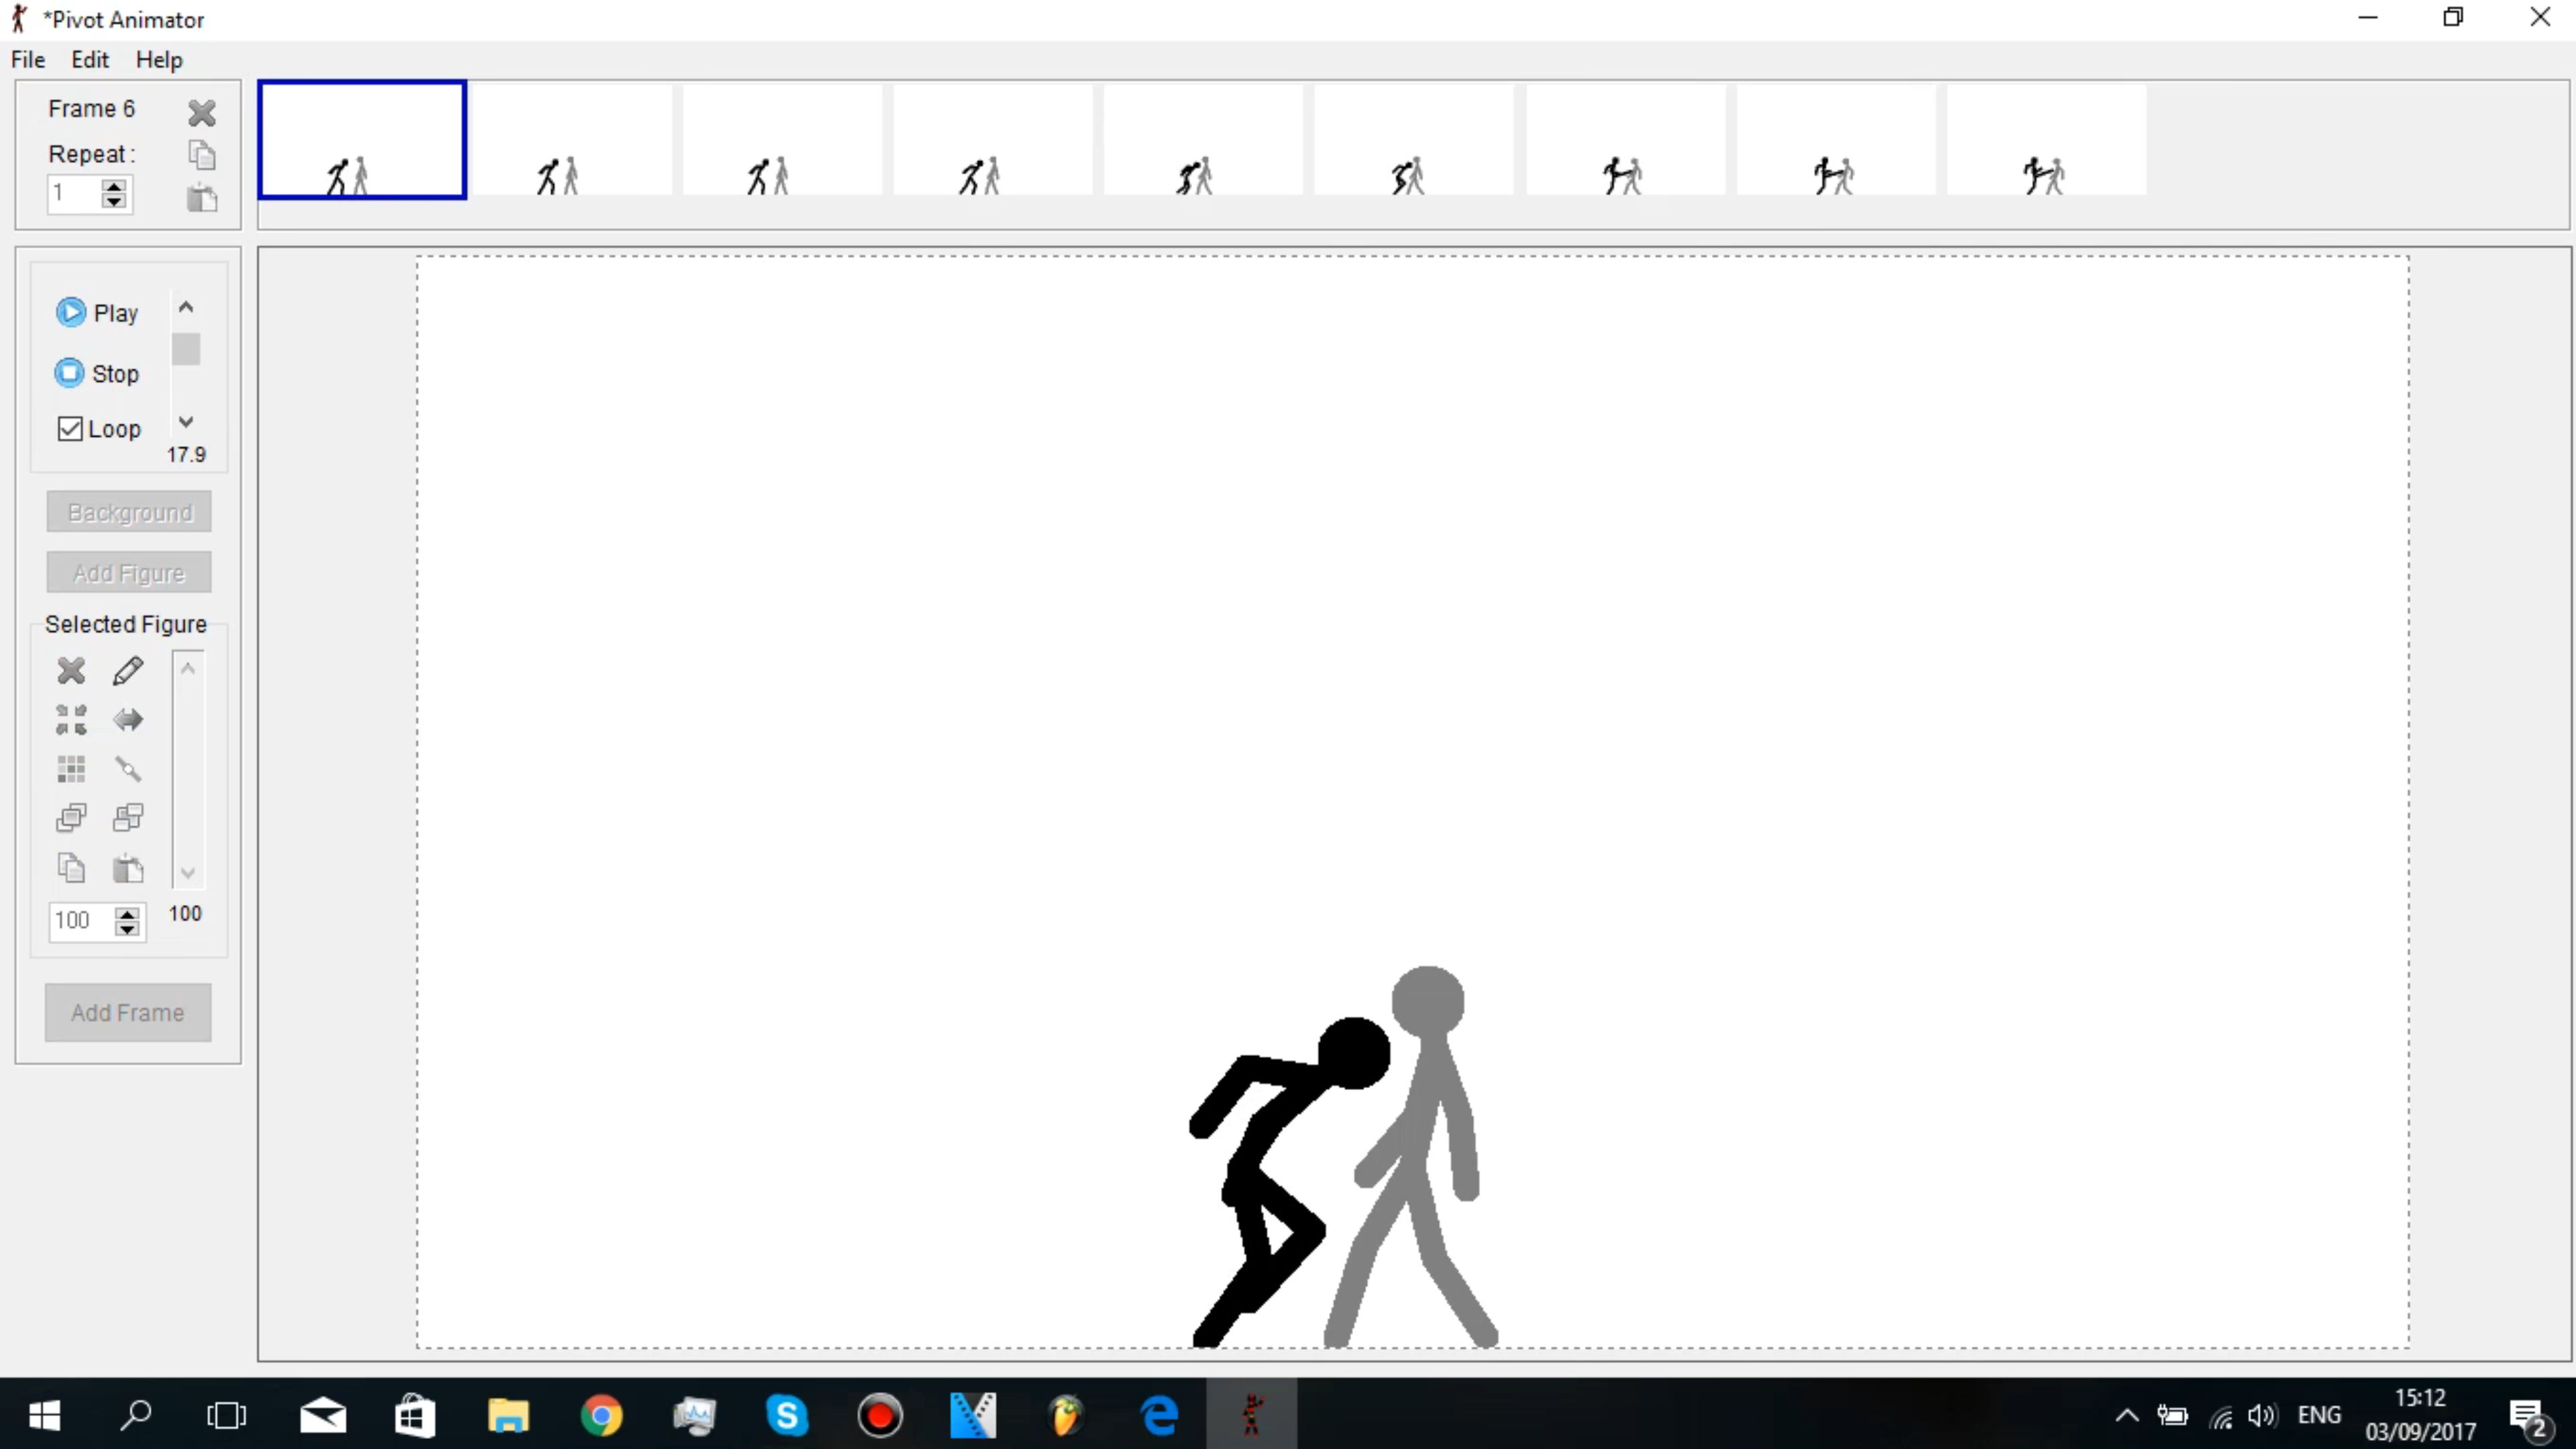 *Pivot Animator
File Edit Help
Frame 6
Repeat :
1
Play
Stop
Loop
17.9
Background
Add Figure
Selected Figure
100
100
Add Frame
S
ENG
15:12
03/09/2017
2